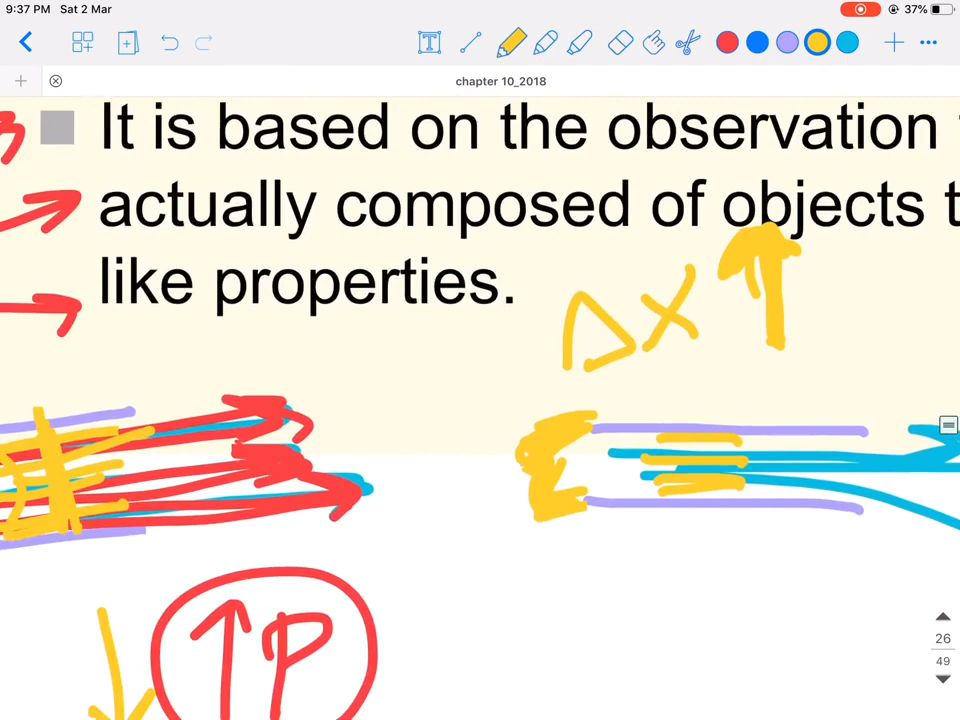 9:37 PM Sat 2 Mar
37%
chapter 10_2018
It is based on the observation
actually composed of objects
like properties.
Δx ↑
↑ P
26
49